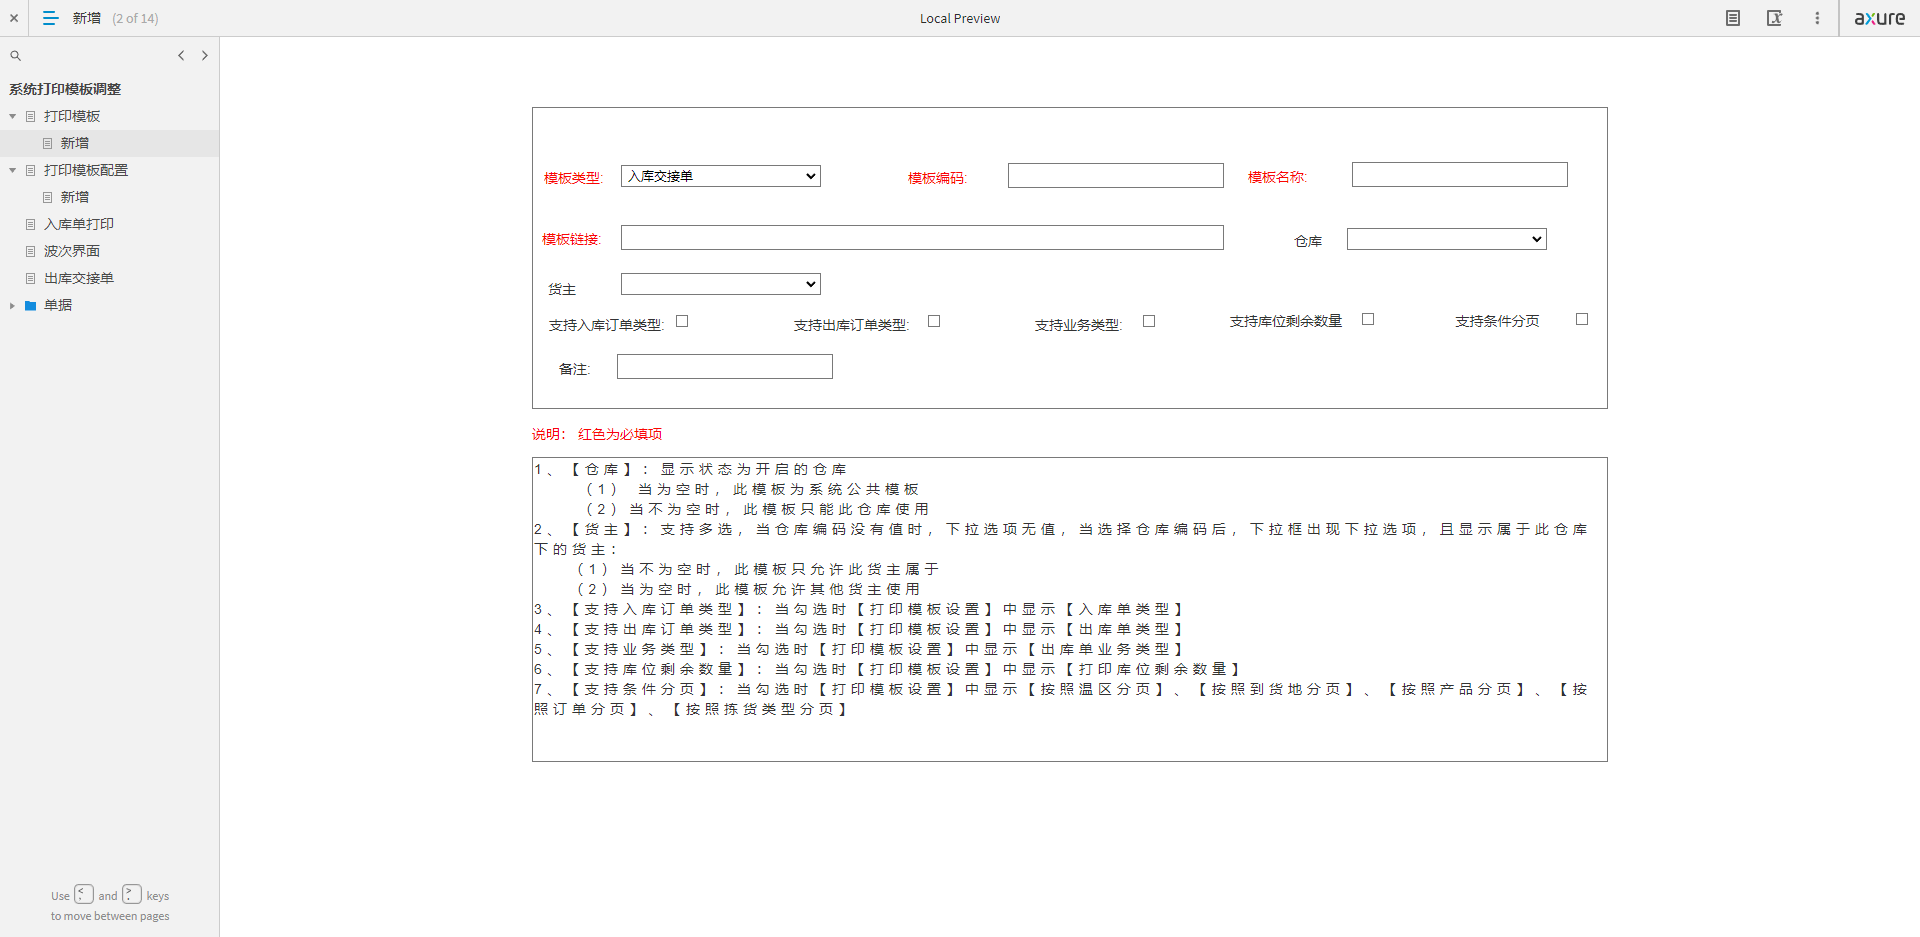 新增 (2 of 14)
Local Preview
axure
系统打印模板调整
打印模板
新增
打印模板配置
新增
入库单打印
波次界面
出库交接单
单据
模板类型: 入库交接单 模板编码: 模板名称:
模板链接: 仓库
货主
支持入库订单类型: 支持出库订单类型: 支持业务类型: 支持库位剩余数量 支持条件分页
备注:
说明： 红色为必填项
1、【仓库】：显示状态为开启的仓库
（1） 当为空时，此模板为系统公共模板
（2）当不为空时，此模板只能此仓库使用
2、【货主】：支持多选，当仓库编码没有值时，下拉选项无值，当选择仓库编码后，下拉框出现下拉选项，且显示属于此仓库
下的货主：
（1）当不为空时，此模板只允许此货主属于
（2）当为空时，此模板允许其他货主使用
3、【支持入库订单类型】：当勾选时【打印模板设置】中显示【入库单类型】
4、【支持出库订单类型】：当勾选时【打印模板设置】中显示【出库单类型】
5、【支持业务类型】：当勾选时【打印模板设置】中显示【出库单业务类型】
6、【支持库位剩余数量】：当勾选时【打印模板设置】中显示【打印库位剩余数量】
7、【支持条件分页】：当勾选时【打印模板设置】中显示【按照温区分页】、【按照到货地分页】、【按照产品分页】、【按
照订单分页】、【按照拣货类型分页】
Use < , and > . keys
to move between pages